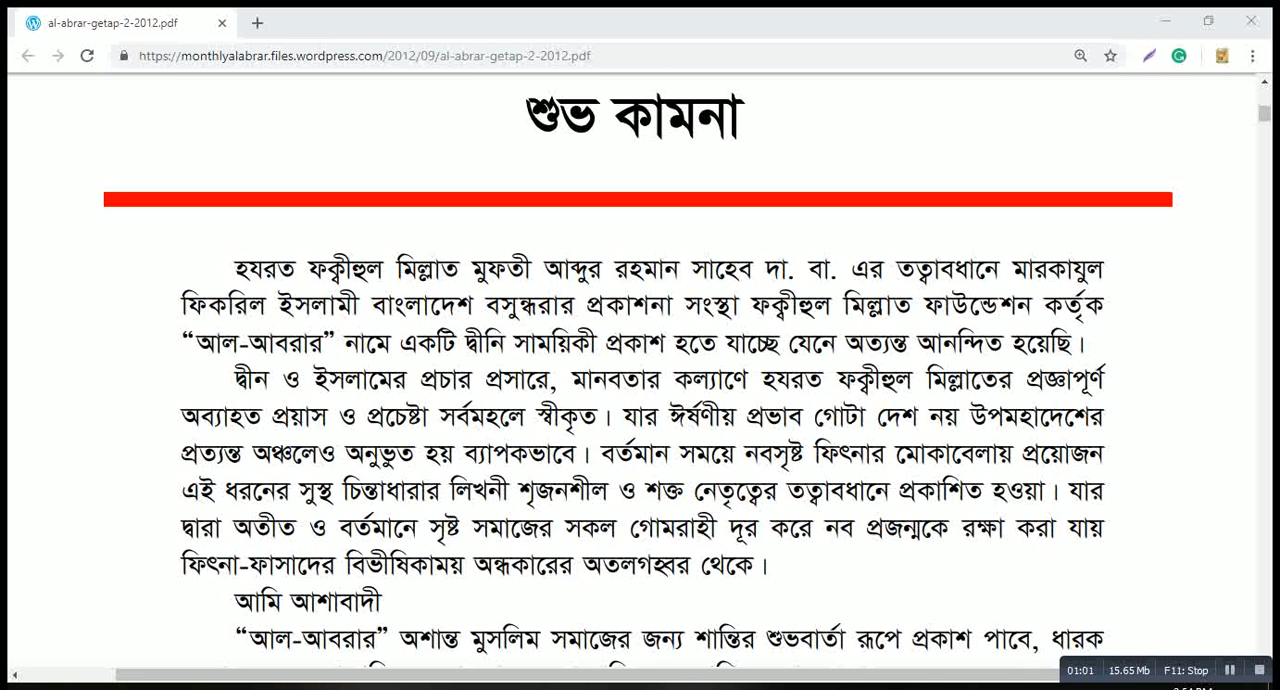 al-abrar-getap-2-2012.pdf
https://monthlyalabrar.files.wordpress.com/2012/09/al-abrar-getap-2-2012.pdf
শুভ কামনা
হযরত ফক্বীহুল মিল্লাত মুফতী আব্দুর রহমান সাহেব দা. বা. এর তত্বাবধানে মারকাযুল
ফিকরিল ইসলামী বাংলাদেশ বসুন্ধরার প্রকাশনা সংস্থা ফক্বীহুল মিল্লাত ফাউন্ডেশন কর্তৃক
“আল-আবরার” নামে একটি দ্বীনি সাময়িকী প্রকাশ হতে যাচ্ছে যেনে অত্যন্ত আনন্দিত হয়েছি।
দ্বীন ও ইসলামের প্রচার প্রসারে, মানবতার কল্যাণে হযরত ফক্বীহুল মিল্লাতের প্রজ্ঞাপূর্ণ
অব্যাহত প্রয়াস ও প্রচেষ্টা সর্বমহলে স্বীকৃত। যার ঈর্ষণীয় প্রভাব গোটা দেশ নয় উপমহাদেশের
প্রত্যন্ত অঞ্চলেও অনুভুত হয় ব্যাপকভাবে। বর্তমান সময়ে নবসৃষ্ট ফিৎনার মোকাবেলায় প্রয়োজন
এই ধরনের সুস্থ চিন্তাধারার লিখনী শৃজনশীল ও শক্ত নেতৃত্বের তত্বাবধানে প্রকাশিত হওয়া। যার
দ্বারা অতীত ও বর্তমানে সৃষ্ট সমাজের সকল গোমরাহী দূর করে নব প্রজন্মকে রক্ষা করা যায়
ফিৎনা-ফাসাদের বিভীষিকাময় অন্ধকারের অতলগহ্বর থেকে।
আমি আশাবাদী
“আল-আবরার” অশান্ত মুসলিম সমাজের জন্য শান্তির শুভবার্তা রূপে প্রকাশ পাবে, ধারক
01:01 15.65 Mb F11: Stop